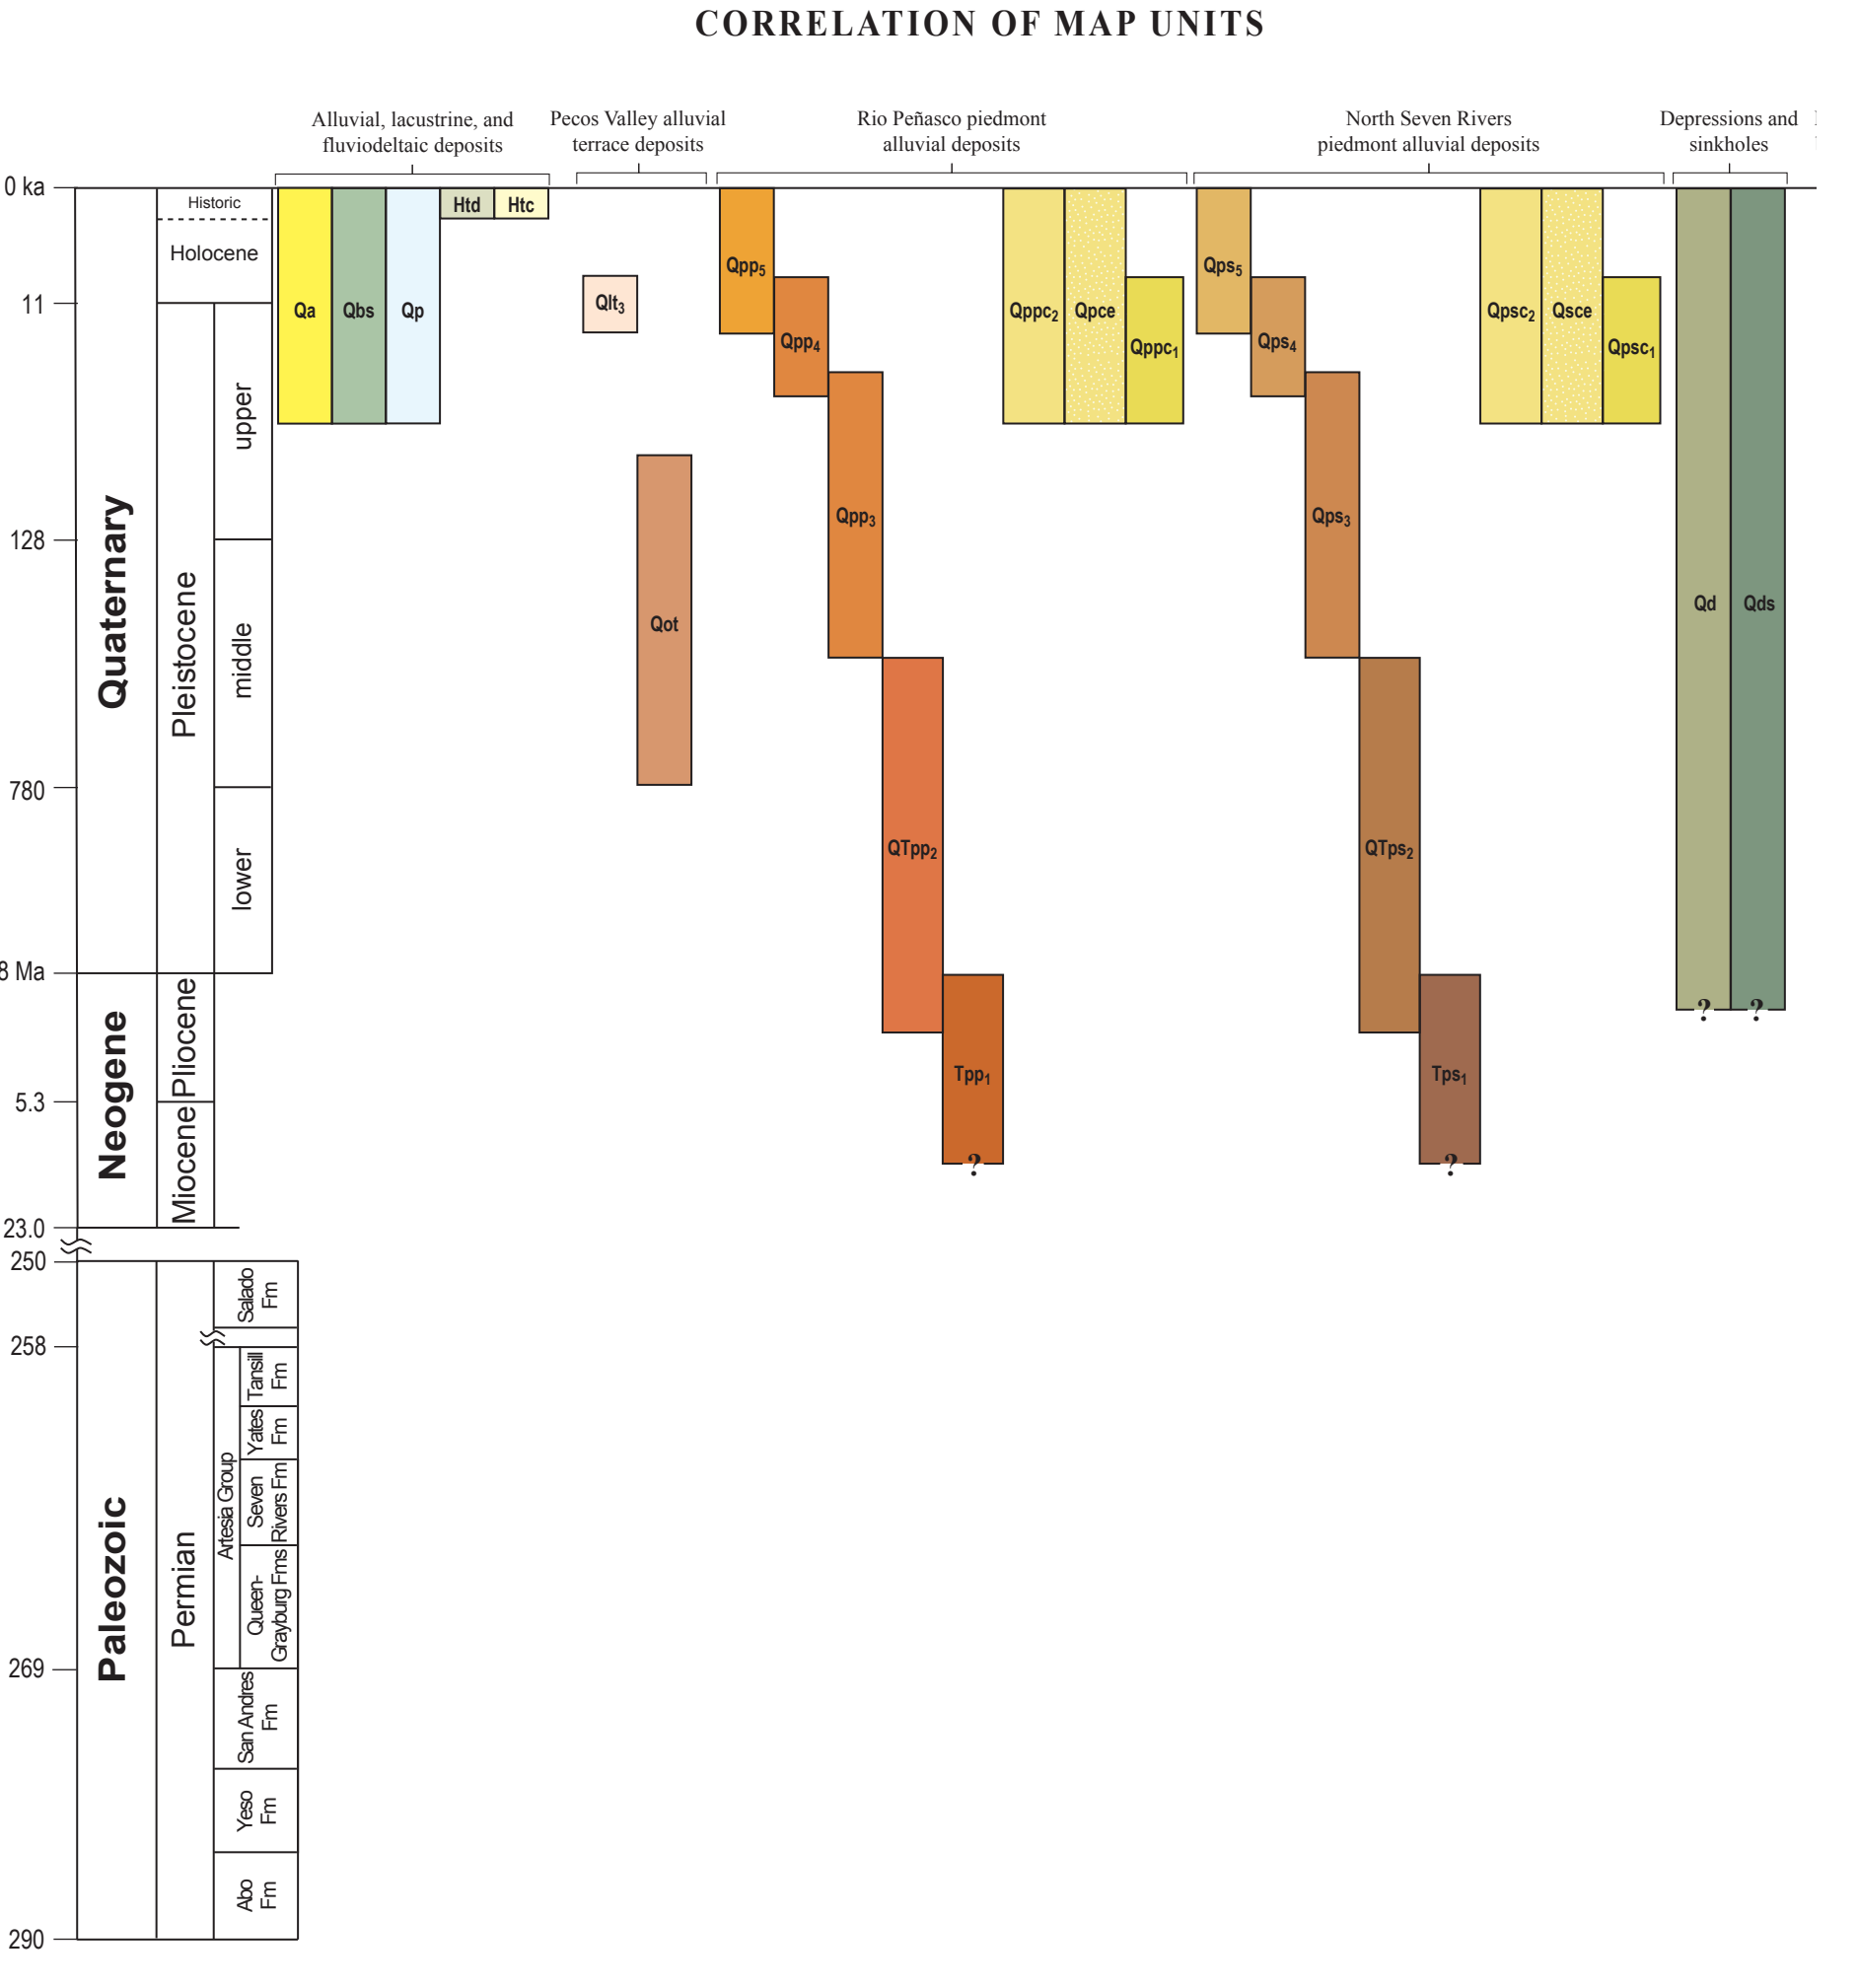 CORRELATION OF MAP UNITS
Alluvial, lacustrine, and
fluviodeltaic deposits
Pecos Valley alluvial
terrace deposits
Rio Peñasco piedmont
alluvial deposits
North Seven Rivers
piedmont alluvial deposits
Depressions and
sinkholes
0 ka
11
128
780
8 Ma
5.3
23.0
250
258
269
290
Quaternary
Neogene
Paleozoic
Historic
Holocene
Pleistocene
Pliocene
Miocene
Permian
upper
middle
lower
Salado
Fm
Artesia Group
Tansill
Fm
Yates
Fm
Seven
Rivers Fm
Queen-
Grayburg Fms
San Andres
Fm
Yeso
Fm
Abo
Fm
Qa
Qbs
Qp
Htd
Htc
Qlt3
Qot
Qpp5
Qpp4
Qpp3
QTpp2
Tpp1
?
Qppc2
Qpce
Qppc1
Qps5
Qps4
Qps3
QTps2
Tps1
?
Qpsc2
Qsce
Qpsc1
Qd
Qds
?
?